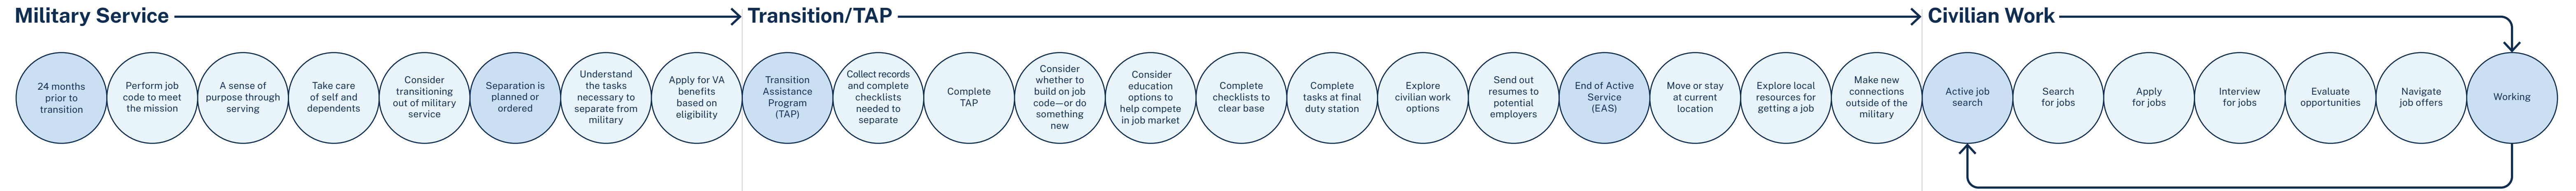 Military Service
Transition/TAP
Civilian Work
24 months
prior to
transition
Perform job
code to meet
the mission
A sense of
purpose through
serving
Take care
of self and
dependents
Consider
transitioning
out of military
service
Separation is
planned or
ordered
Understand
the tasks
necessary to
separate from
military
Apply for VA
benefits
based on
eligibility
Transition
Assistance
Program
(TAP)
Collect records
and complete
checklists
needed to
separate
Complete
TAP
Consider
whether to
build on job
code—or do
something
new
Consider
education
options to
help compete
in job market
Complete
checklists to
clear base
Complete
tasks at final
duty station
Explore
civilian work
options
Send out
resumes to
potential
employers
End of Active
Service
(EAS)
Move or stay
at current
location
Explore local
resources for
getting a job
Make new
connections
outside of the
military
Active job
search
Search
for jobs
Apply
for jobs
Interview
for jobs
Evaluate
opportunities
Navigate
job offers
Working